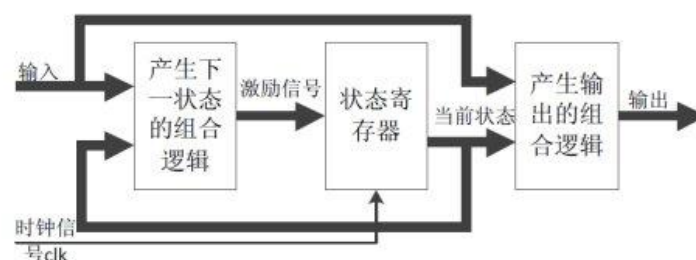 输入
产生下
一状态
的组合
逻辑
激励信号
状态寄
存器
当前状态
产生输
出的组
合逻辑
输出
时钟信
号clk